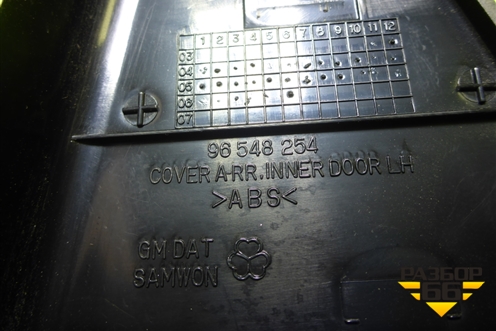 1 2 3 4 5 6 7 8 9 10 11 12
03
04
05
06
07
96 548 254
COVER A-RR.INNER DOOR LH
>ABS<
GM DAT
SAMWON
РАЗБОР
66